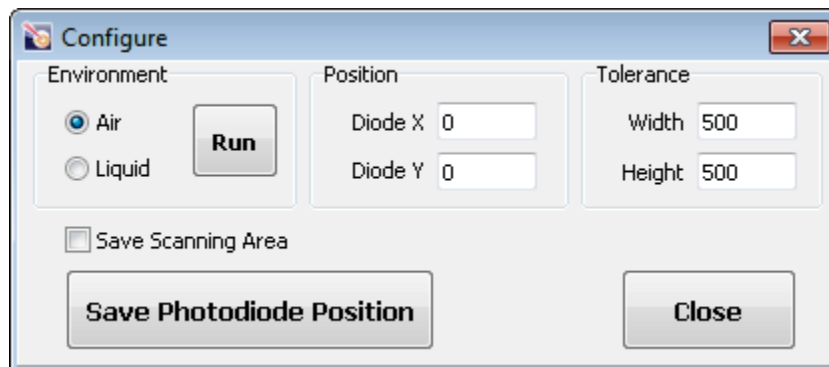 Configure
Environment
Air
Liquid
Run
Position
Diode X 0
Diode Y 0
Tolerance
Width 500
Height 500
Save Scanning Area
Save Photodiode Position
Close